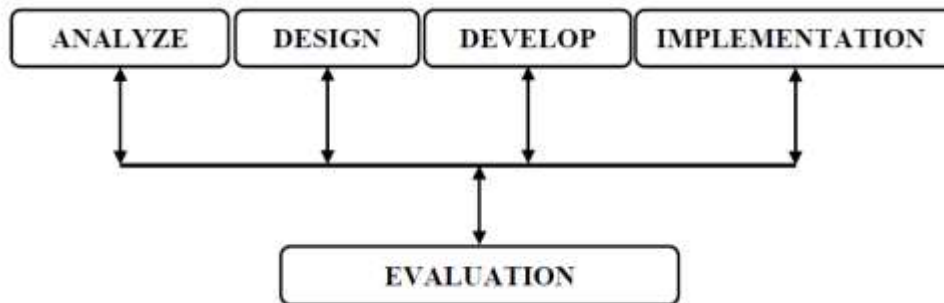 ANALYZE DESIGN DEVELOP IMPLEMENTATION
EVALUATION